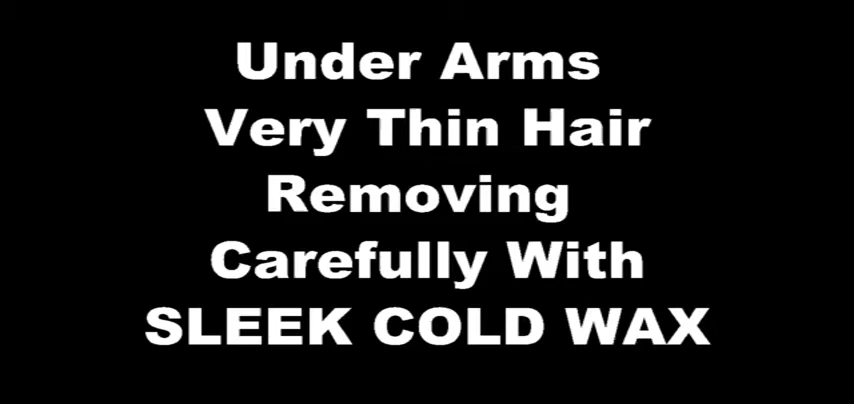 Under Arms
Very Thin Hair
Removing
Carefully With
SLEEK COLD WAX